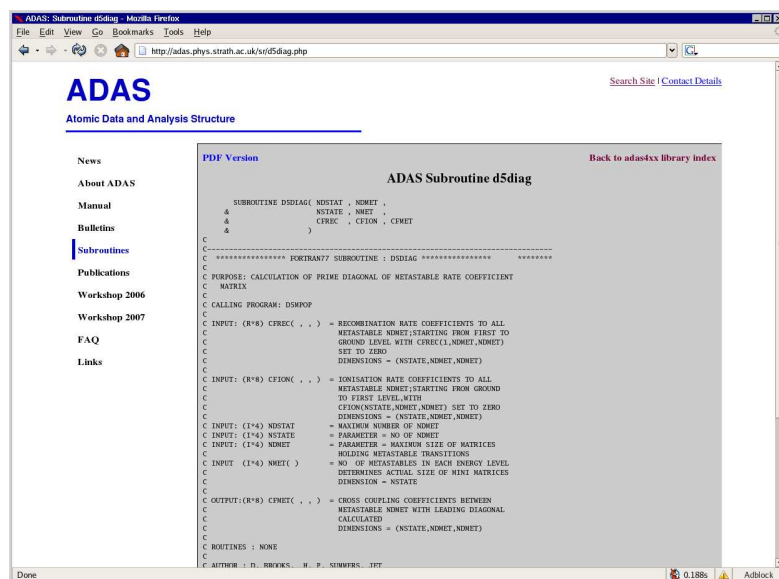 ADAS: Subroutine d5diag - Mozilla Firefox
File Edit View Go Bookmarks Tools Help
http://adas.phys.strath.ac.uk/sr/d5diag.php
G
ADAS
Search Site | Contact Details
Atomic Data and Analysis Structure
News
About ADAS
Manual
Bulletins
Subroutines
Publications
Workshop 2006
Workshop 2007
FAQ
Links
PDF Version
Back to adas4xx library index
ADAS Subroutine d5diag
SUBROUTINE D5DIAG( NDSTAT , NDMET ,
& NSTATE , NMET ,
& CFREC , CFION , CFMET
& )
C
C-----------------------------------------------------------------------
C **************** FORTRAN77 SUBROUTINE : D5DIAG **************** ********
C
C PURPOSE: CALCULATION OF PRIME DIAGONAL OF METASTABLE RATE COEFFICIENT
C MATRIX
C
C CALLING PROGRAM: D5MPOP
C
C INPUT: (R*8) CFREC( , , ) = RECOMBINATION RATE COEFFICIENTS TO ALL
C METASTABLE NDMET;STARTING FROM FIRST TO
C GROUND LEVEL WITH CFREC(1,NDMET,NDMET)
C SET TO ZERO
C DIMENSIONS = (NSTATE,NDMET,NDMET)
C
C INPUT: (R*8) CFION( , , ) = IONISATION RATE COEFFICIENTS TO ALL
C METASTABLE NDMET;STARTING FROM GROUND
C TO FIRST LEVEL,WITH
C CFION(NSTATE,NDMET,NDMET) SET TO ZERO
C DIMENSIONS = (NSTATE,NDMET,NDMET)
C INPUT: (I*4) NDSTAT = MAXIMUM NUMBER OF NDMET
C INPUT: (I*4) NSTATE = PARAMETER = NO OF NDMET
C INPUT: (I*4) NDMET = PARAMETER = MAXIMUM SIZE OF MATRICES
C HOLDING METASTABLE TRANSITIONS
C INPUT (I*4) NMET( ) = NO OF METASTABLES IN EACH ENERGY LEVEL
C DETERMINES ACTUAL SIZE OF MINI MATRICES
C DIMENSION = NSTATE
C
C OUTPUT:(R*8) CFMET( , , ) = CROSS COUPLING COEFFICIENTS BETWEEN
C METASTABLE NDMET WITH LEADING DIAGONAL
C CALCULATED
C DIMENSIONS = (NSTATE,NDMET,NDMET)
C
C ROUTINES : NONE
C
C AUTHOR : D. BROOKS, H. P. SUMMERS, JET
Done
0.188s Adblock